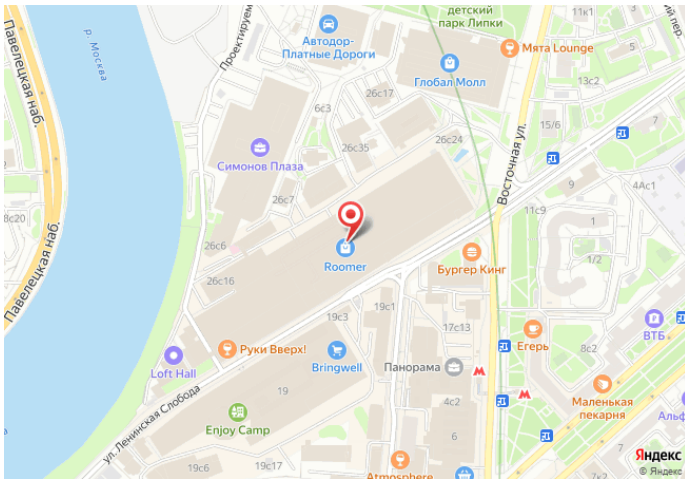 детский
парк Липки
11к1
Мята Lounge
Автодор-
Платные Дороги
Глобал Молл
13с2
Проектируем
Павелецкая наб.
р. Москва
26с17
6с3
26с35
26с24
15/6
7
Симонов Плаза
9
4Ас1
8с20
26с7
11с9
Восточная ул.
26с6
Roomer
Бургер Кинг
1/2
26с16
Павелецкая наб.
19с1
19с3
17с13
Егерь
ВТБ
8с2
Руки Вверх!
Loft Hall
Bringwell
Панорама
ул. Ленинская Слобода
19
4с2
Маленькая
пекарня
Альф
Enjoy Camp
6
19с6
19с17
Atmosphere
7к2
Яндекс
© Яндекс